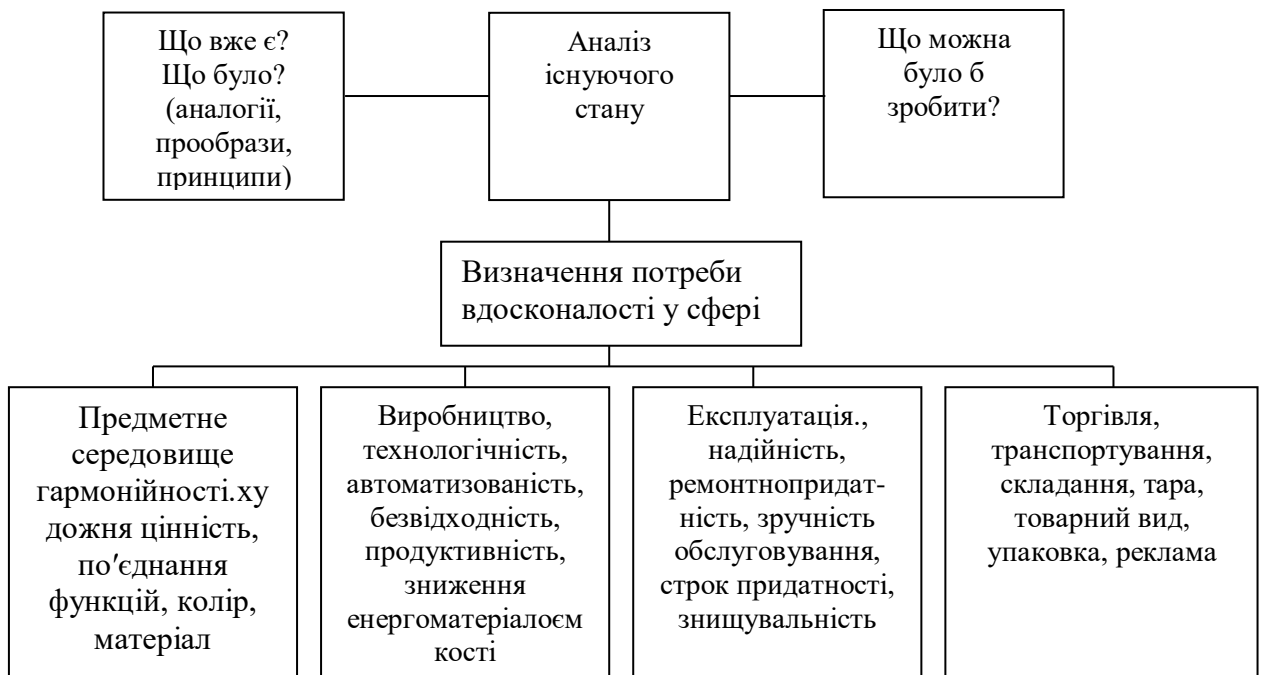 Що вже є?
Що було?
(аналогії,
прообрази,
принципи)
Аналіз
існуючого
стану
Що можна
було б
зробити?
Визначення потреби
вдосконалості у сфері
Предметне
середовище
гармонійності.ху
дожня цінність,
по′єднання
функцій, колір,
матеріал
Виробництво,
технологічність,
автоматизованість,
безвідходність,
продуктивність,
зниження
енергоматеріалоєм
кості
Експлуатація.,
надійність,
ремонтнопридат-
ність, зручність
обслуговування,
строк придатності,
знищувальність
Торгівля,
транспортування,
складання, тара,
товарний вид,
упаковка, реклама